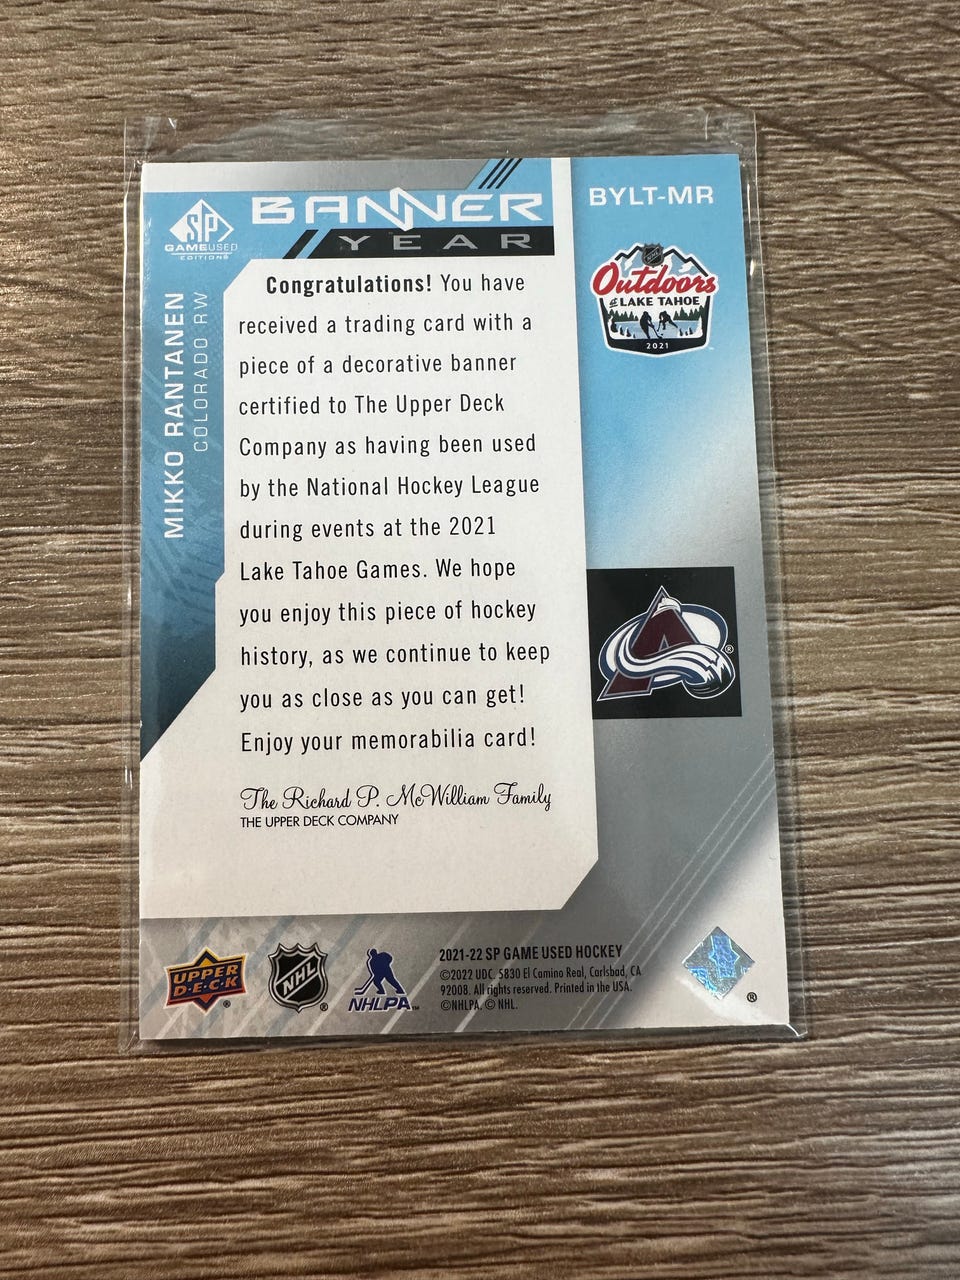 BANNER
YEAR
SP
GAMEUSED
EDITIONS
BYLT-MR
Outdoors
at LAKE TAHOE
2021
MIKKO RANTANEN
COLORADO RW
Congratulations! You have
received a trading card with a
piece of a decorative banner
certified to The Upper Deck
Company as having been used
by the National Hockey League
during events at the 2021
Lake Tahoe Games. We hope
you enjoy this piece of hockey
history, as we continue to keep
you as close as you can get!
Enjoy your memorabilia card!
The Richard P. McWilliam Family
THE UPPER DECK COMPANY
A
®
UPPER
D·E·C·K
®
NHL
®
NHLPA™
2021-22 SP GAME USED HOCKEY
©2022 UDC. 5830 El Camino Real, Carlsbad, CA
92008. All rights reserved. Printed in the USA.
©NHLPA. © NHL.
®